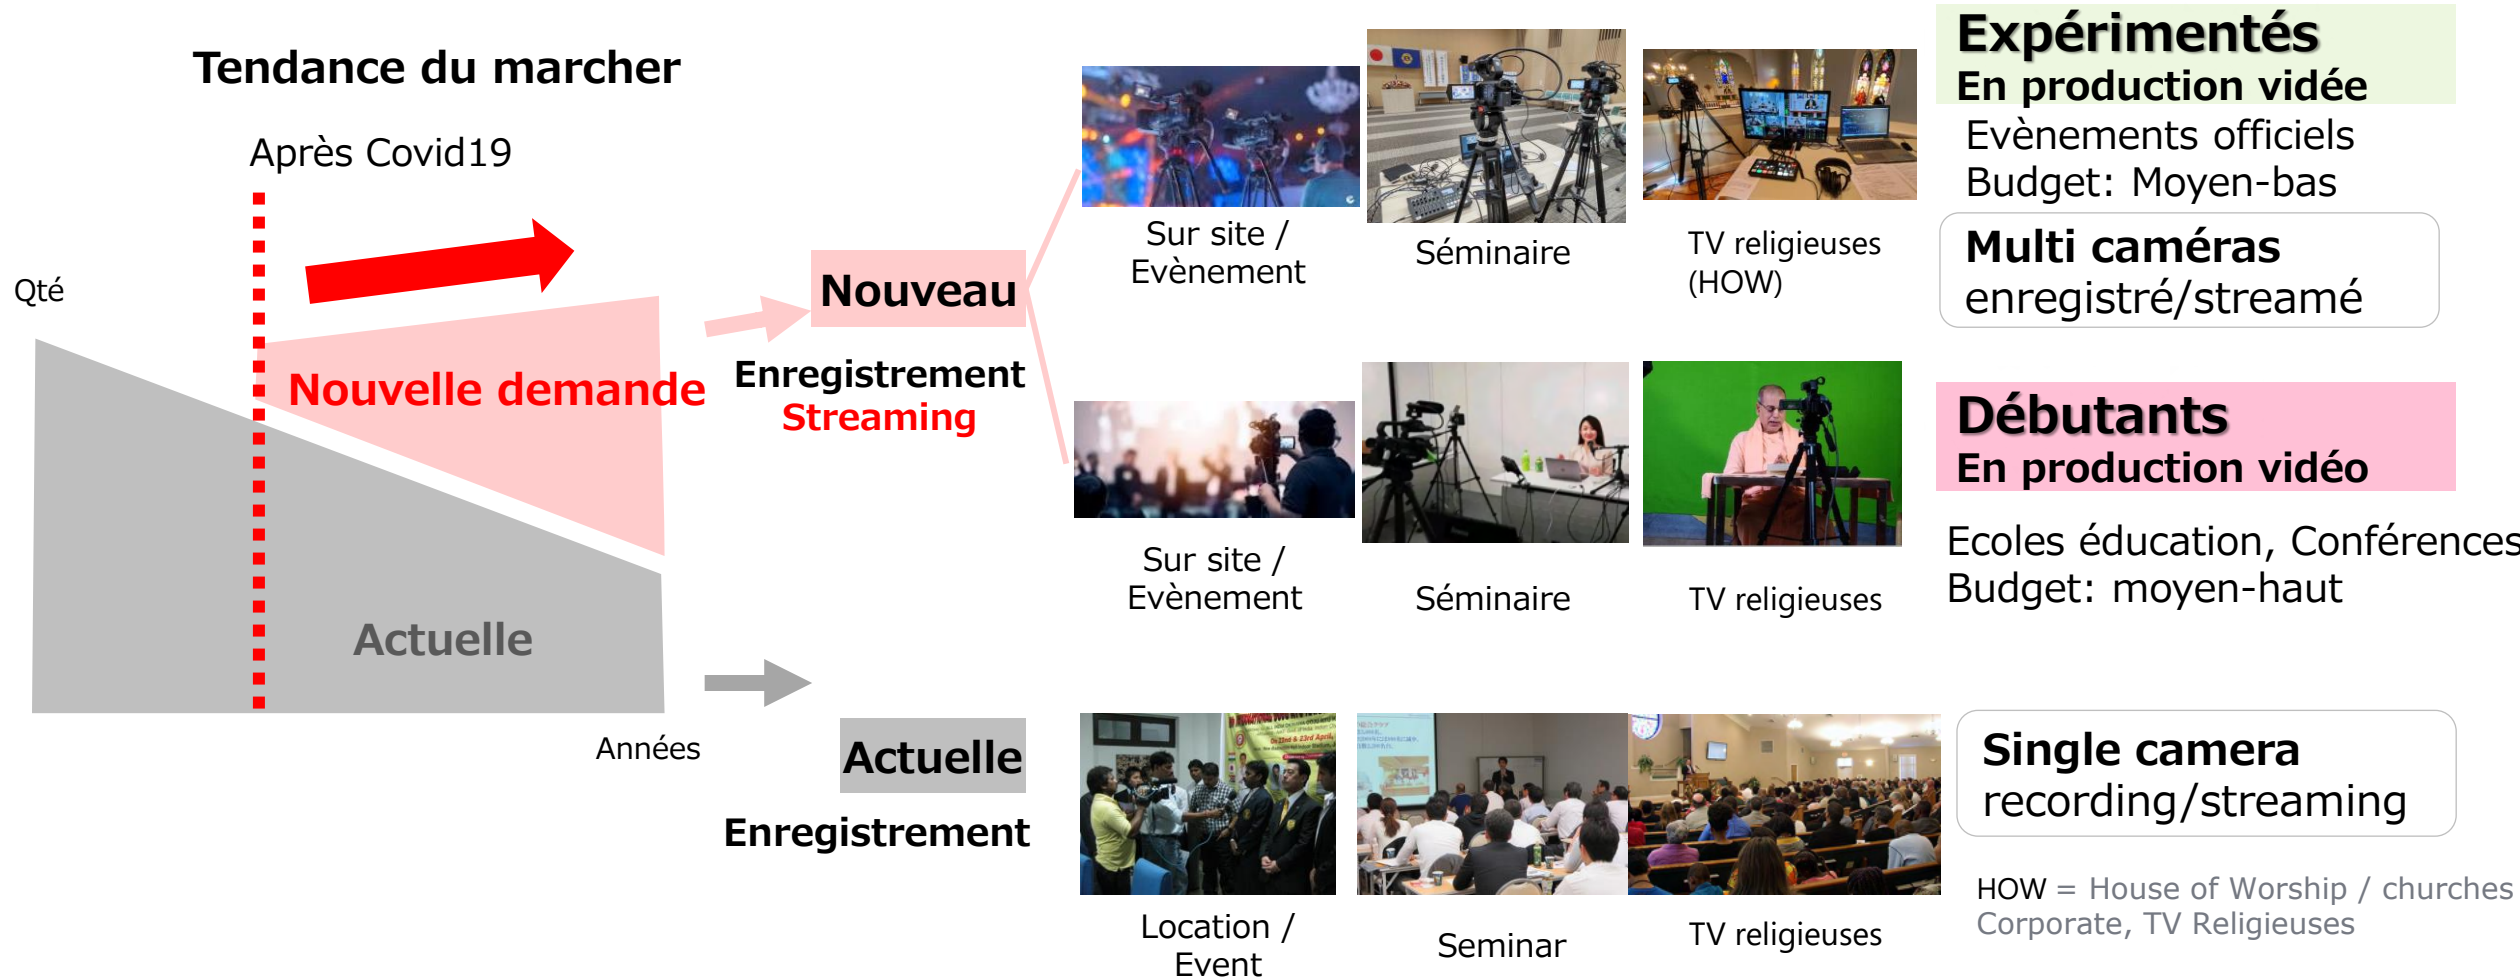 Tendance du marcher
Après Covid19
Qté
Nouvelle demande
Actuelle
Années
Nouveau
Enregistrement
Streaming
Actuelle
Enregistrement
Sur site /
Evènement
Séminaire
TV religieuses
(HOW)
Expérimentés
En production vidée
Evènements officiels
Budget: Moyen-bas
Multi caméras
enregistré/streamé
Sur site /
Evènement
Séminaire
TV religieuses
Débutants
En production vidéo
Ecoles éducation, Conférences
Budget: moyen-haut
22nd & 23rd April,
Location /
Event
Seminar
TV religieuses
Single camera
recording/streaming
HOW = House of Worship / churches
Corporate, TV Religieuses